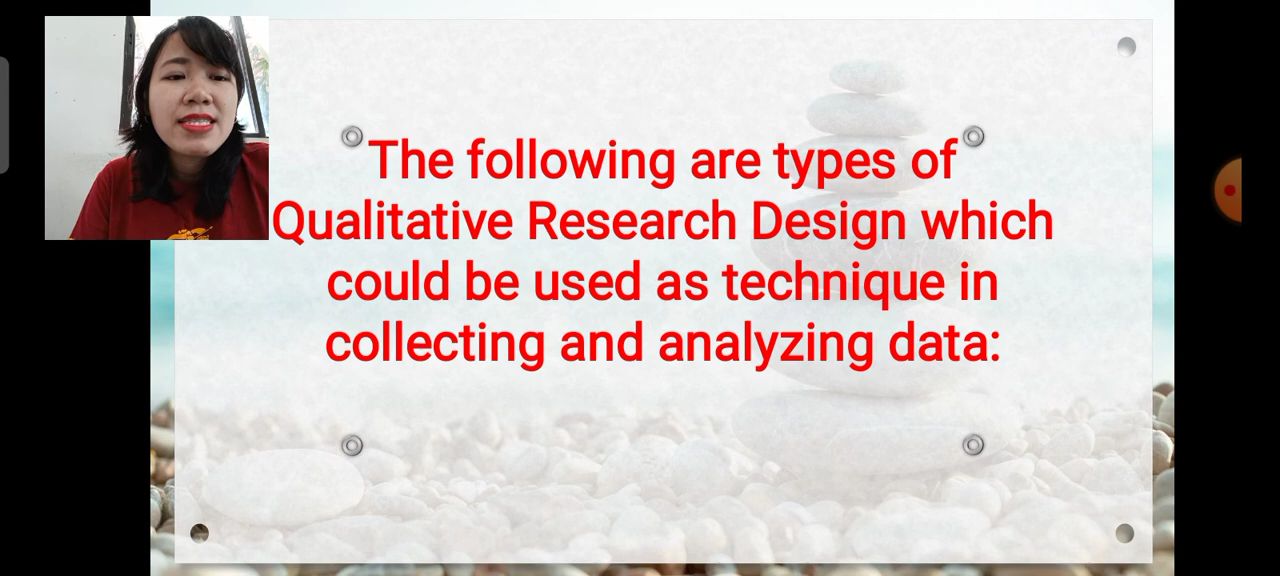 The following are types of
Qualitative Research Design which
could be used as technique in
collecting and analyzing data: